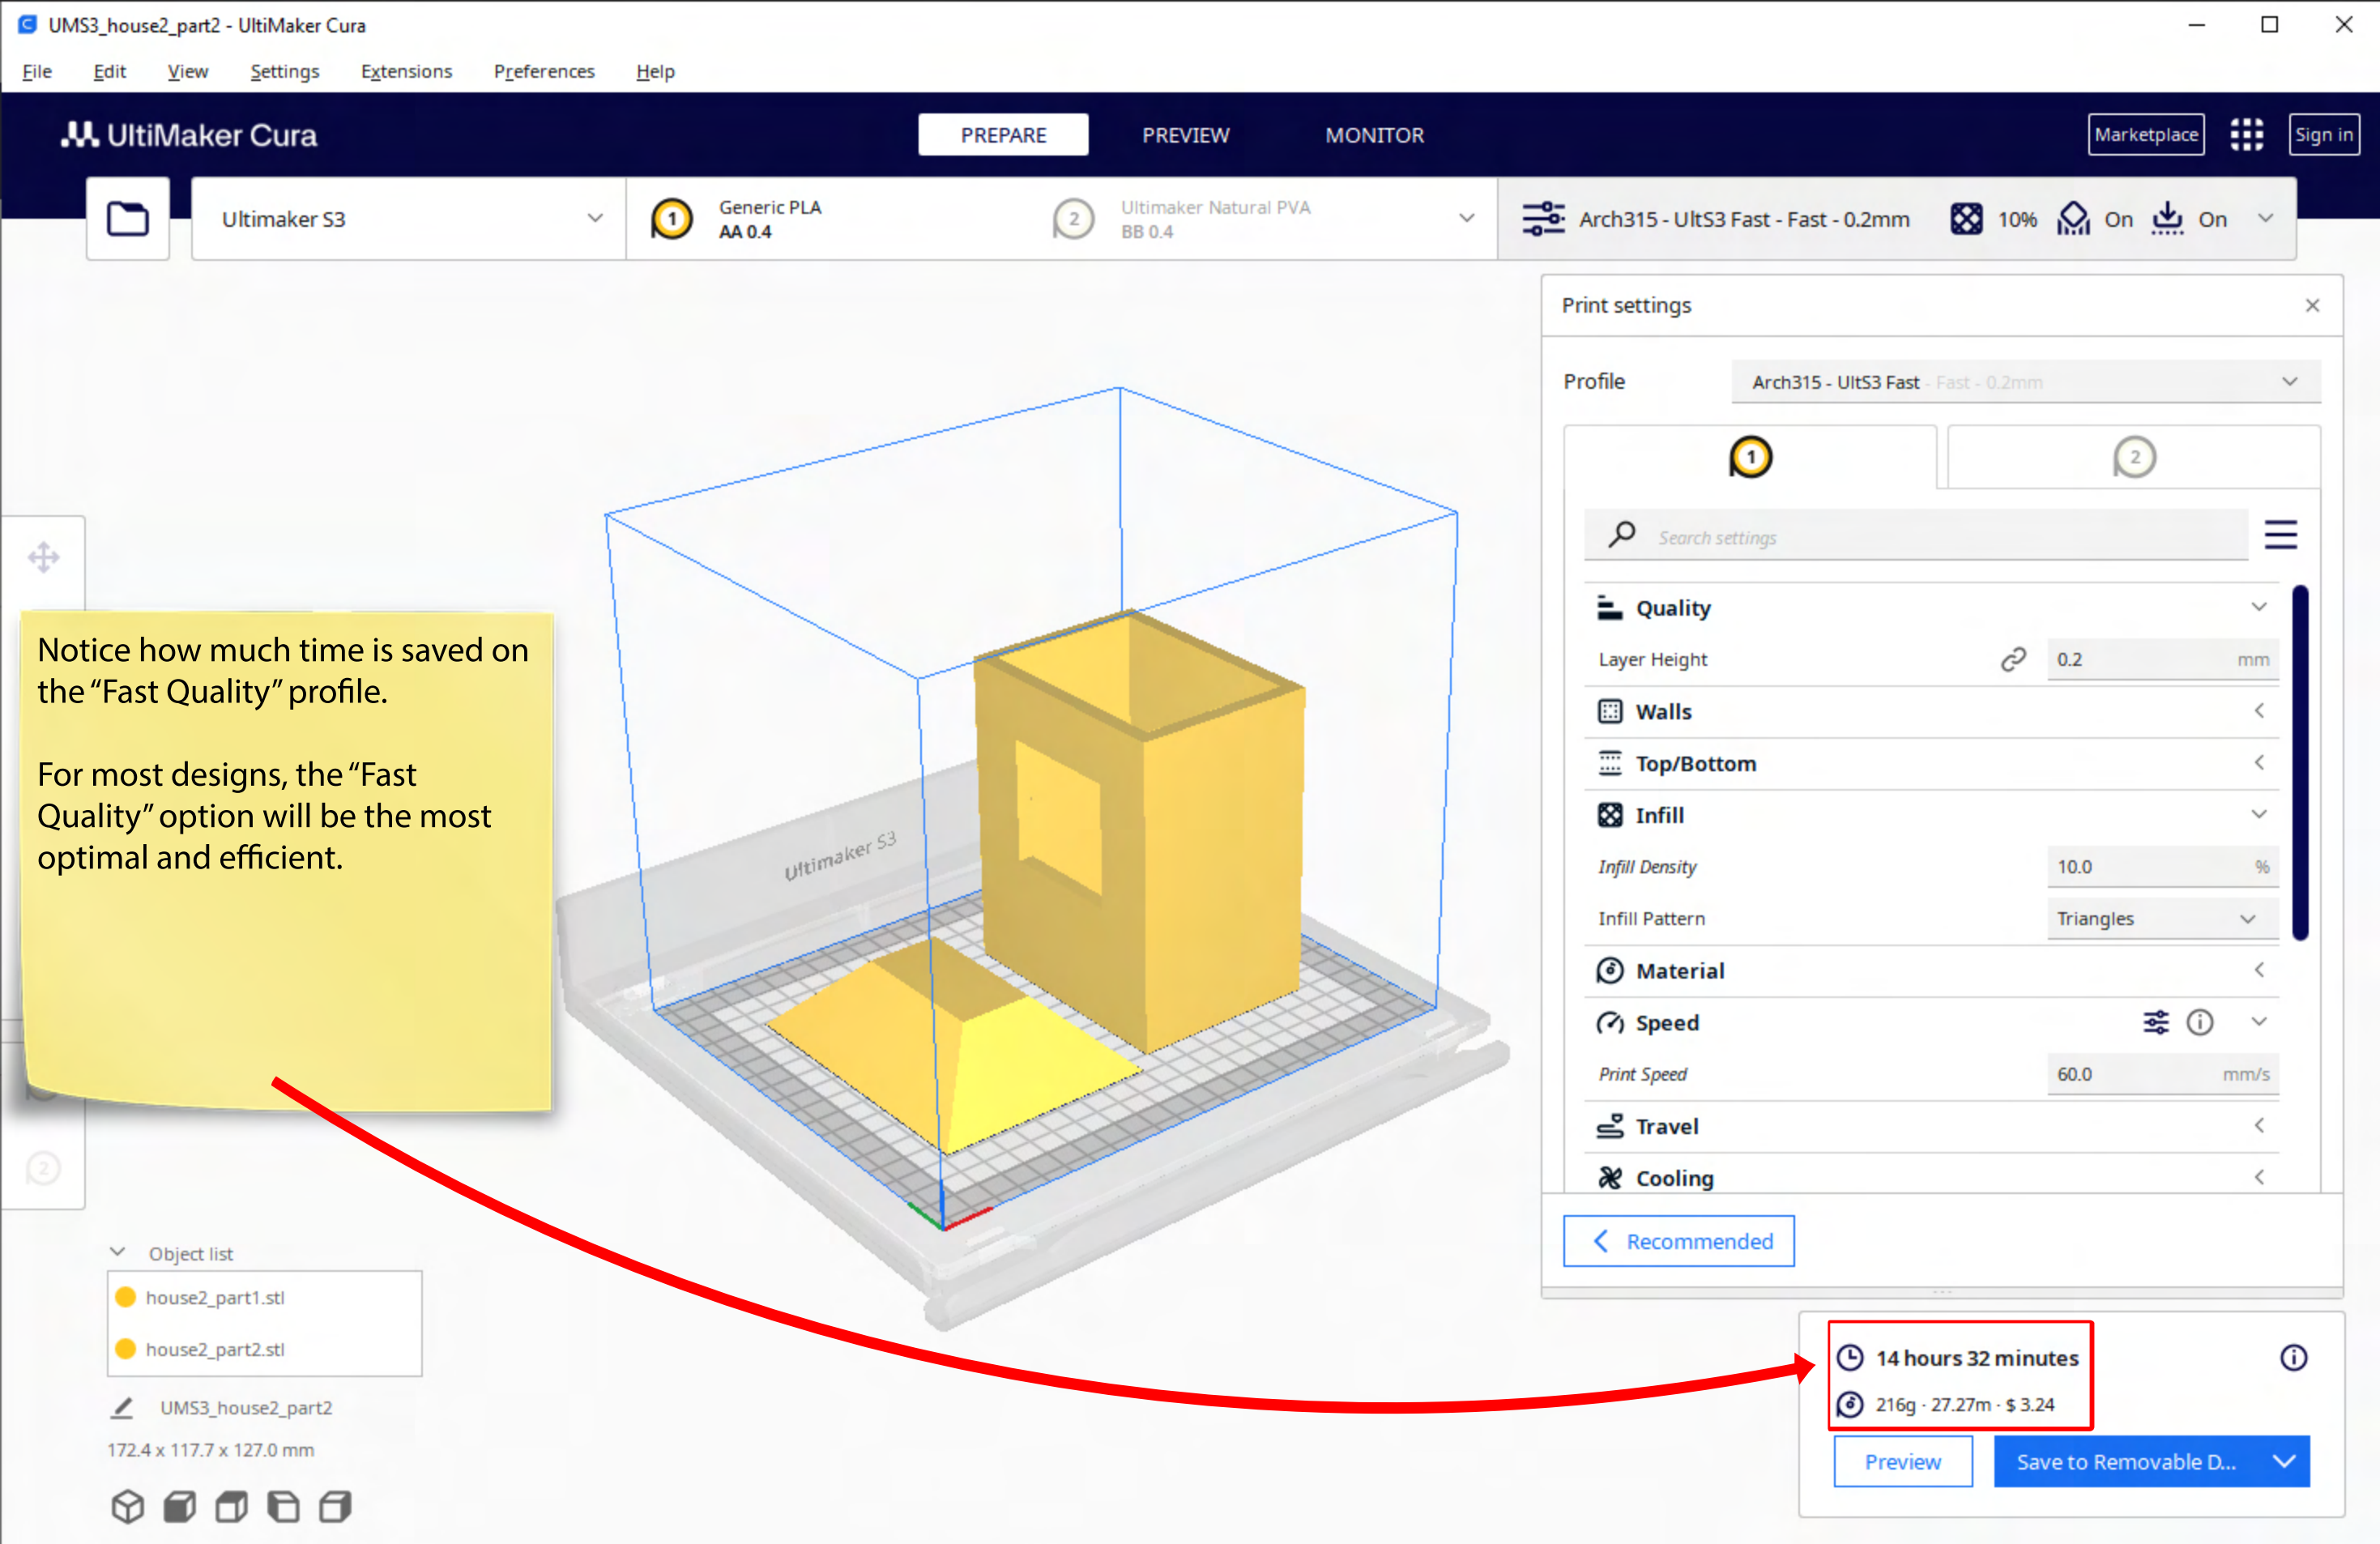 UMS3_house2_part2 - UltiMaker Cura
File Edit View Settings Extensions Preferences Help
UltiMaker Cura
PREPARE PREVIEW MONITOR
Marketplace Sign in
Ultimaker S3
1 Generic PLA
AA 0.4
2 Ultimaker Natural PVA
BB 0.4
Arch315 - UltS3 Fast - Fast - 0.2mm 10% On On
Print settings
Profile Arch315 - UltS3 Fast - Fast - 0.2mm
1 2
Search settings
Quality
Layer Height 0.2 mm
Walls
Top/Bottom
Infill
Infill Density 10.0 %
Infill Pattern Triangles
Material
Speed
Print Speed 60.0 mm/s
Travel
Cooling
Recommended
Notice how much time is saved on
the “Fast Quality” profile.
For most designs, the “Fast
Quality” option will be the most
optimal and efficient.
Ultimaker S3
2
Object list
house2_part1.stl
house2_part2.stl
UMS3_house2_part2
172.4 x 117.7 x 127.0 mm
14 hours 32 minutes
216g · 27.27m · $ 3.24
Preview Save to Removable D...